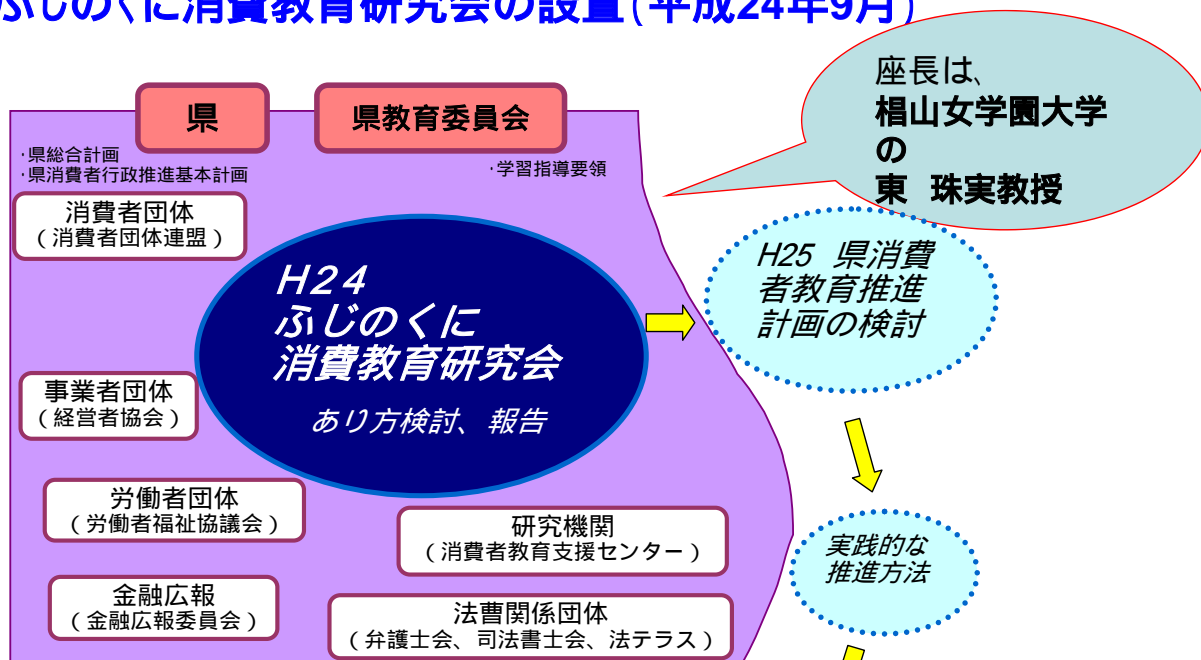 ふじのくに消費教育研究会の設置(平成24年9月)
座長は、
椙山女学園大学
の
東 珠実教授
県
県教育委員会
・県総合計画
・県消費者行政推進基本計画
・学習指導要領
消費者団体
(消費者団体連盟)
H24
ふじのくに
消費教育研究会
あり方検討、報告
H25 県消費
者教育推進
計画の検討
事業者団体
(経営者協会)
労働者団体
(労働者福祉協議会)
研究機関
(消費者教育支援センター)
実践的な
推進方法
金融広報
(金融広報委員会)
法曹関係団体
(弁護士会、司法書士会、法テラス)